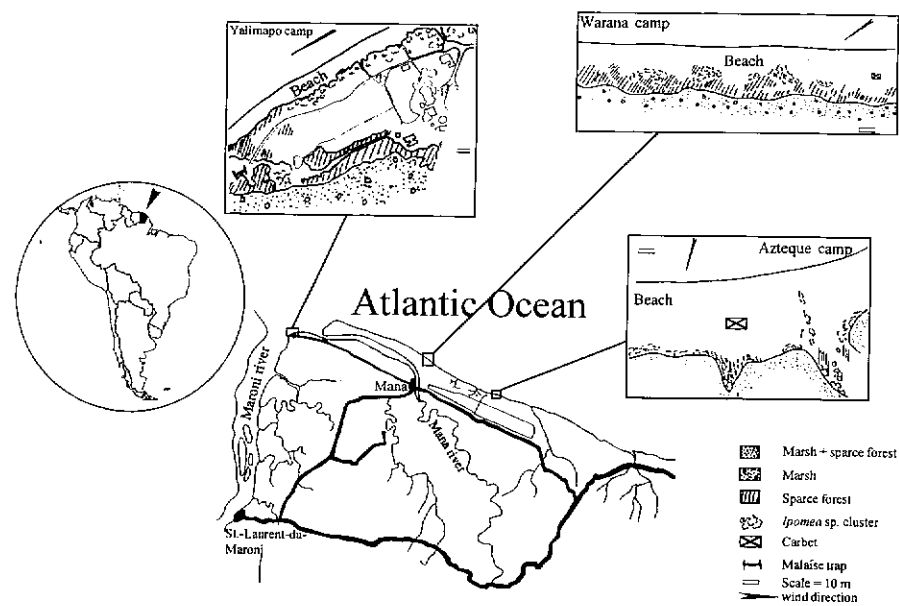 Yalimapo camp
Beach
Warana camp
Beach
Azteque camp
Beach
Atlantic Ocean
Maroni river
Mana
Mana river
St.-Laurent-du-
Maroni
Marsh + sparce forest
Marsh
Sparce forest
Ipomea sp. cluster
Carbet
Malaise trap
Scale = 10 m
wind direction